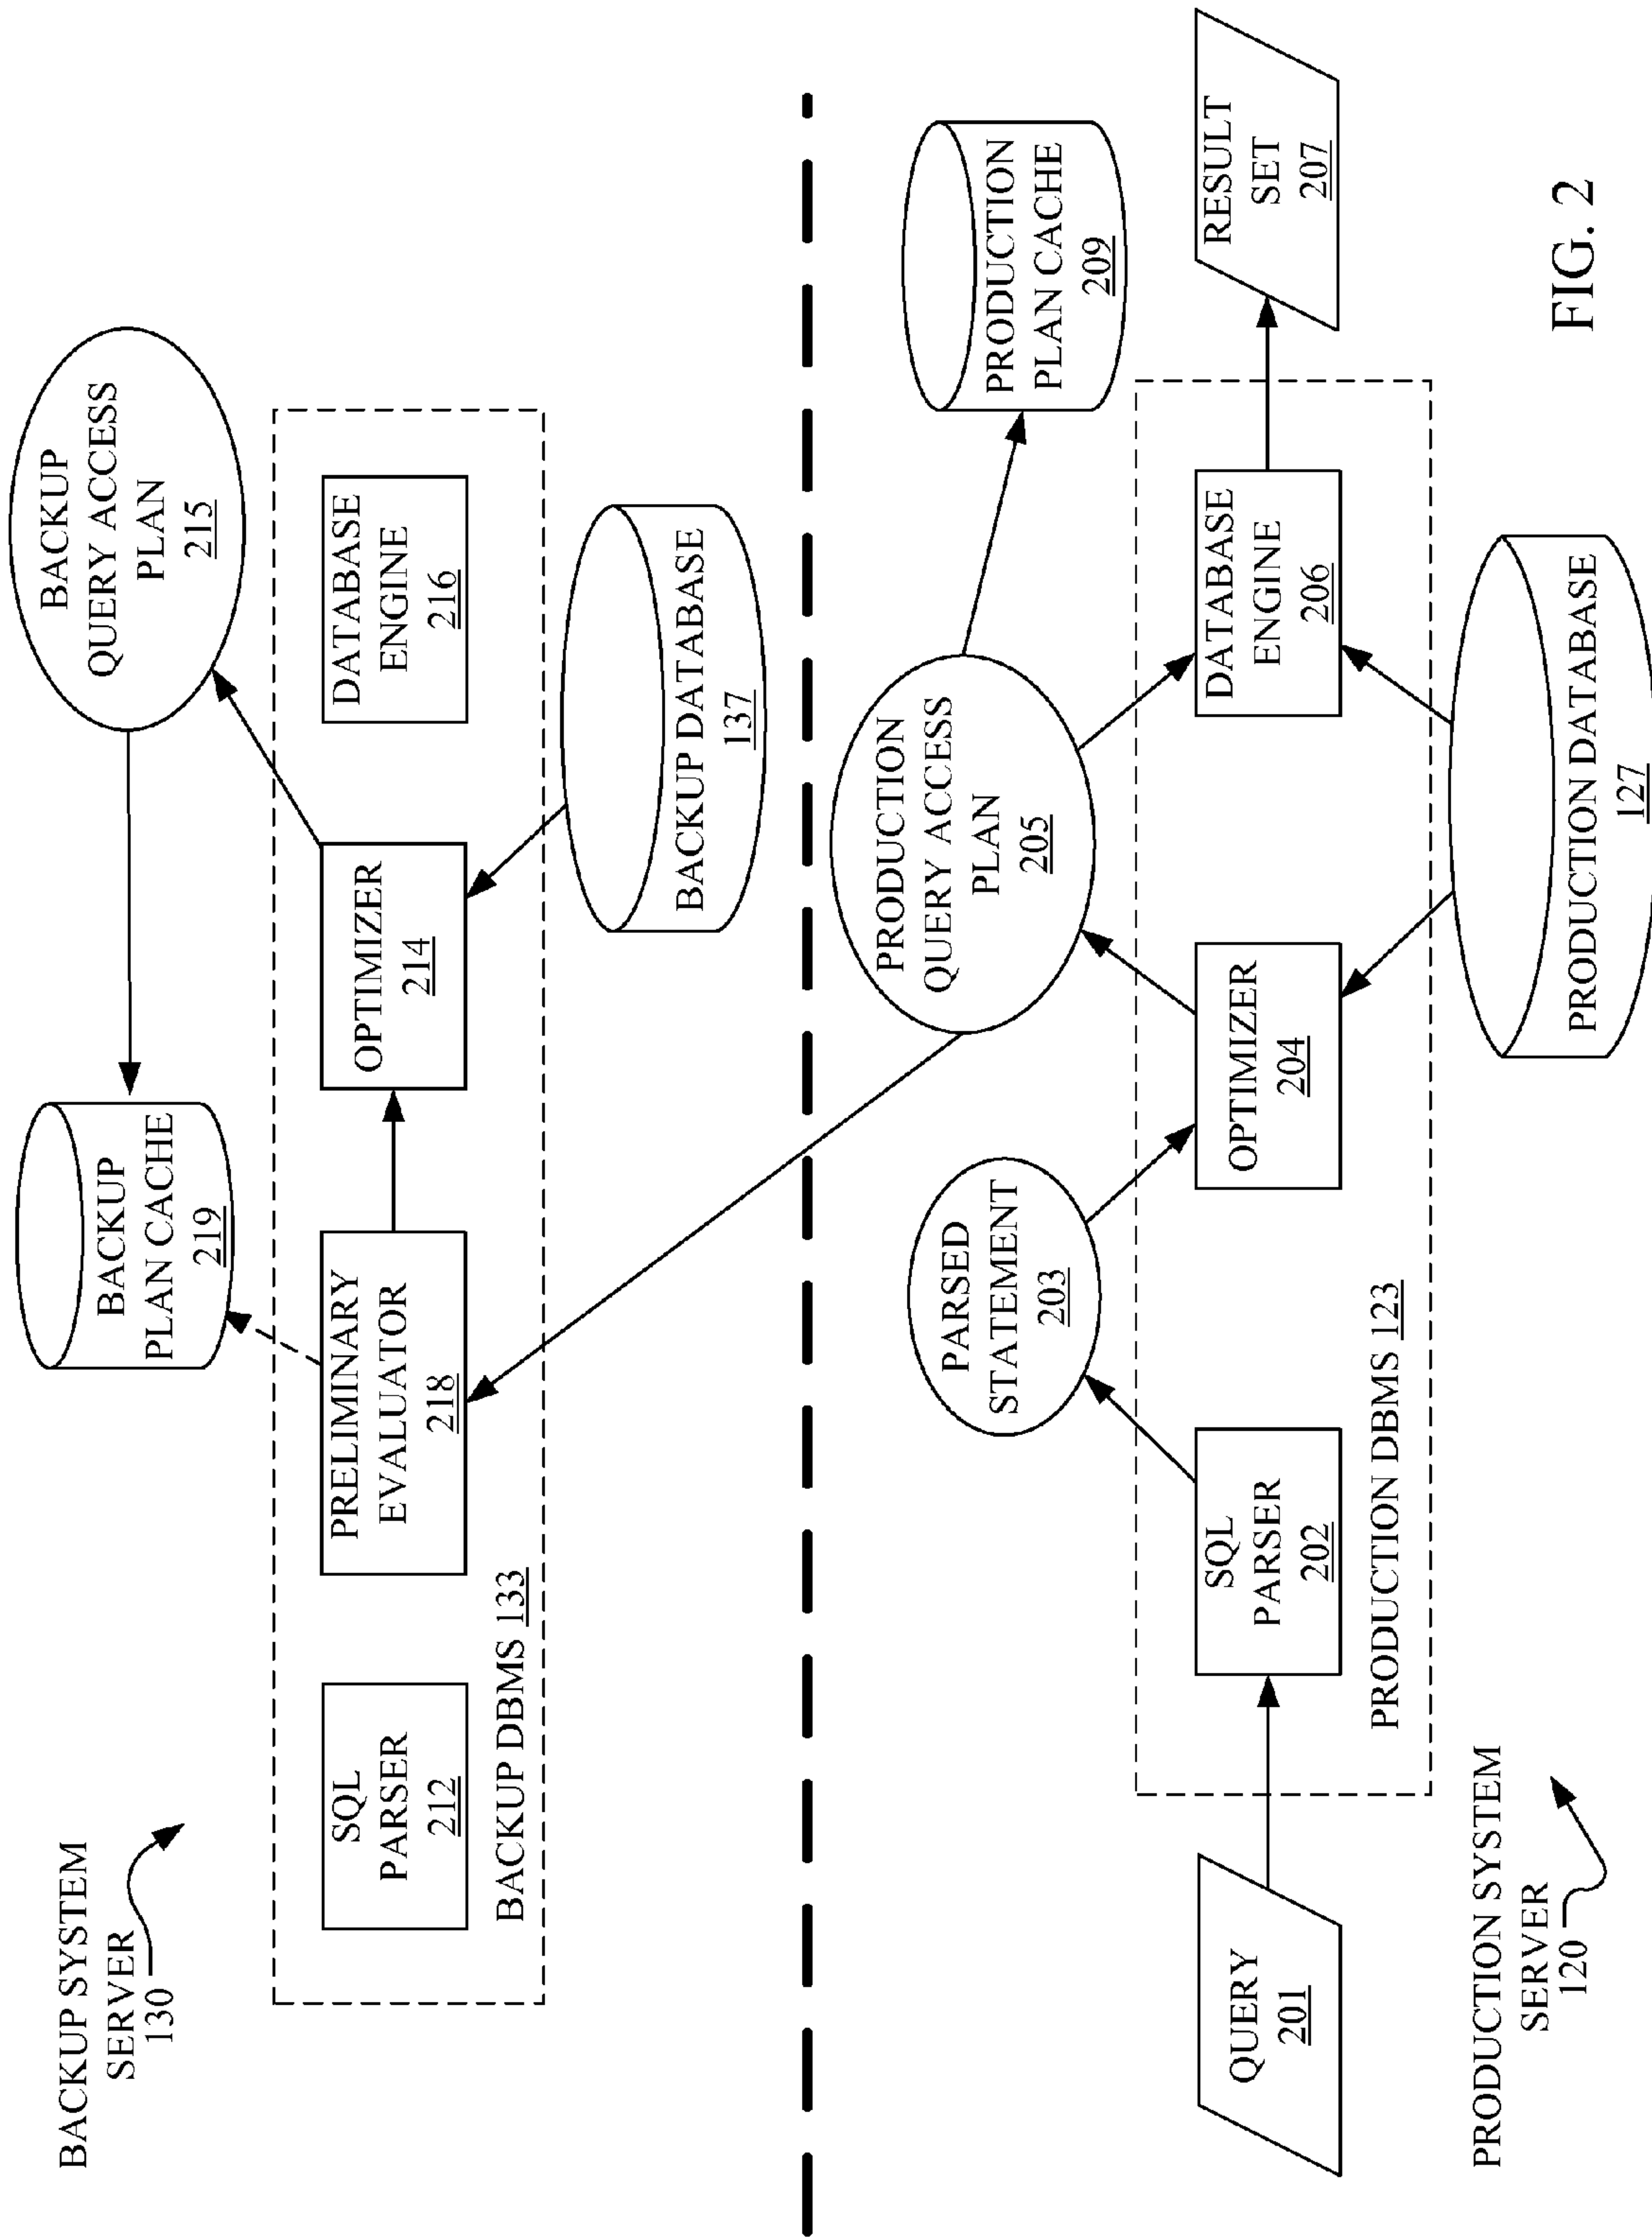 BACKUP SYSTEM
SERVER
130
BACKUP
PLAN CACHE
219
BACKUP
QUERY ACCESS
PLAN
215
SQL
PARSER
212
PRELIMINARY
EVALUATOR
218
OPTIMIZER
214
DATABASE
ENGINE
216
BACKUP DBMS 133
BACKUP DATABASE
137
PARSED
STATEMENT
203
PRODUCTION
QUERY ACCESS
PLAN
205
PRODUCTION
PLAN CACHE
209
QUERY
201
SQL
PARSER
202
OPTIMIZER
204
DATABASE
ENGINE
206
RESULT
SET
207
PRODUCTION DBMS 123
PRODUCTION SYSTEM
SERVER
120
PRODUCTION DATABASE
127
FIG. 2